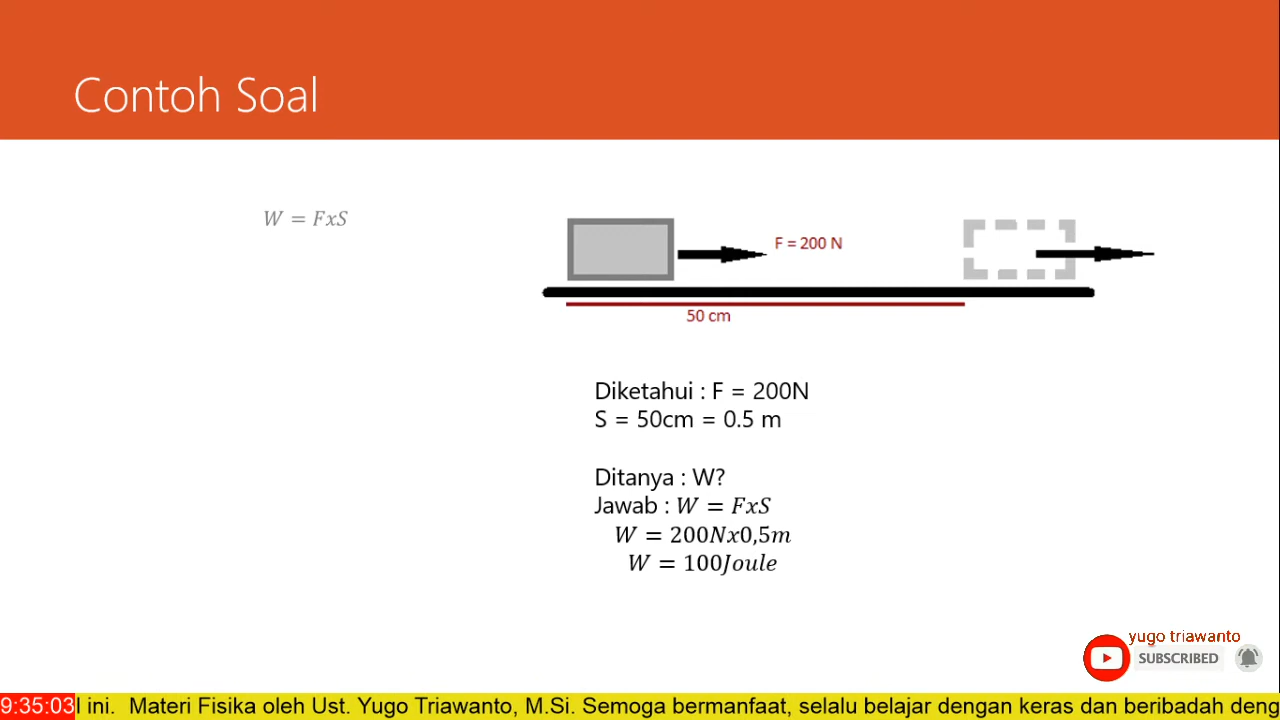 Contoh Soal
W = FxS
F = 200 N
50 cm
Diketahui : F = 200N
S = 50cm = 0.5 m
Ditanya : W?
Jawab : W = FxS
W = 200Nx0,5m
W = 100Joule
yugo triawanto
SUBSCRIBED
9:35:03 l ini. Materi Fisika oleh Ust. Yugo Triawanto, M.Si. Semoga bermanfaat, selalu belajar dengan keras dan beribadah deng